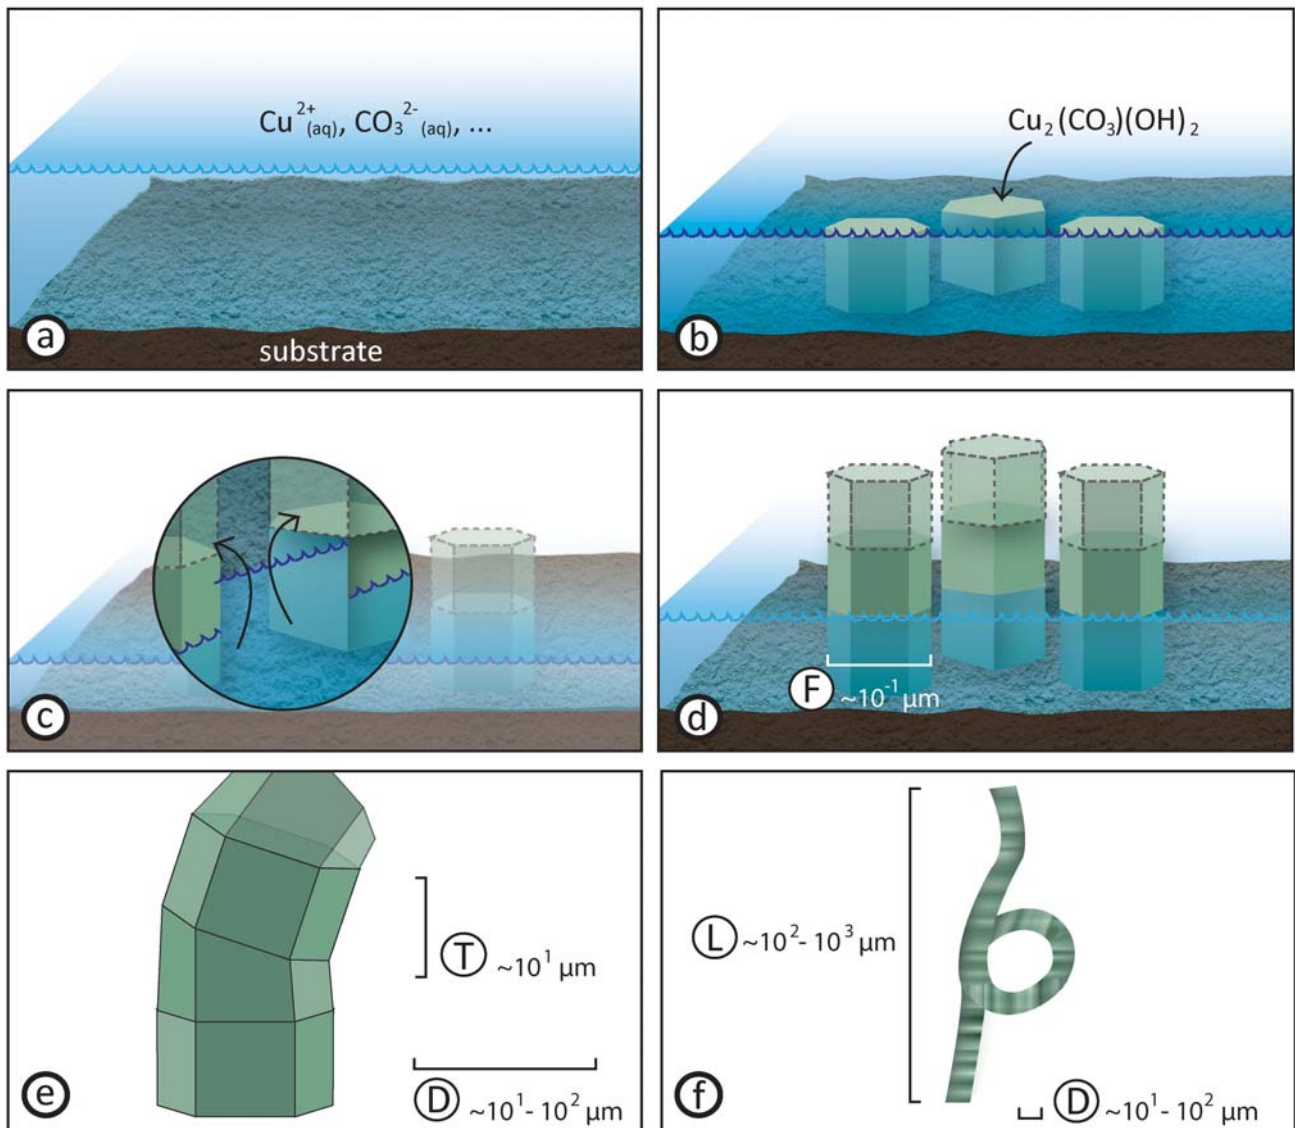 Cu²⁺(aq), CO₃²⁻(aq), ...
substrate
a
Cu₂(CO₃)(OH)₂
b
c
F ~10⁻¹ µm
d
T ~10¹ µm
D ~10¹- 10² µm
e
L ~10²- 10³ µm
D ~10¹- 10² µm
f